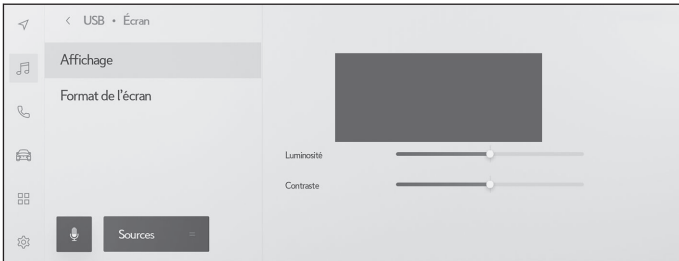 < USB • Écran
Affichage
Format de l'écran
Luminosité
Contraste
Sources